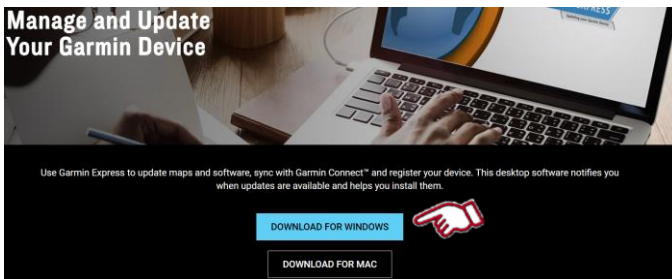 Manage and Update
Your Garmin Device
Use Garmin Express to update maps and software, sync with Garmin Connect™ and register your device. This desktop software notifies you
when updates are available and helps you install them.
DOWNLOAD FOR WINDOWS
DOWNLOAD FOR MAC